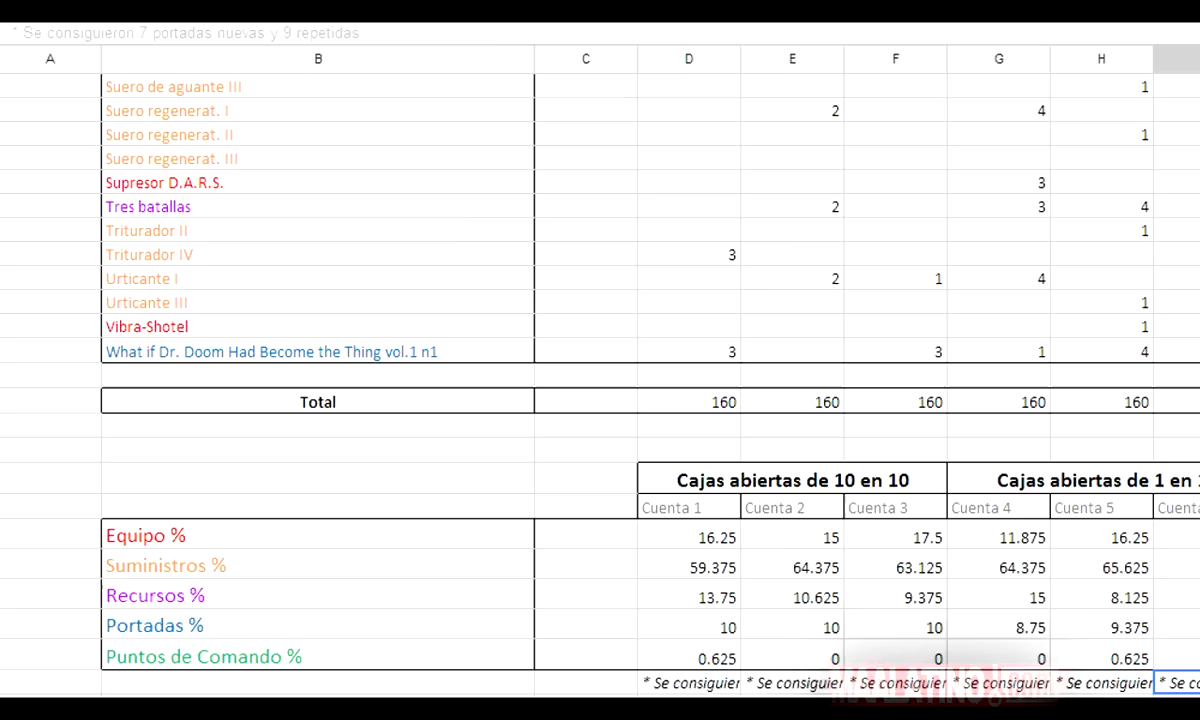 * Se consiguieron 7 portadas nuevas y 9 repetidas
A B C D E F G H
Suero de aguante III 1
Suero regenerat. I 2 4
Suero regenerat. II 1
Suero regenerat. III
Supresor D.A.R.S. 3
Tres batallas 2 3 4
Triturador II 1
Triturador IV 3
Urticante I 2 1 4
Urticante III 1
Vibra-Shotel 1
What if Dr. Doom Had Become the Thing vol.1 n1 3 3 1 4
Total 160 160 160 160 160
Cajas abiertas de 10 en 10 Cajas abiertas de 1 en
Cuenta 1 Cuenta 2 Cuenta 3 Cuenta 4 Cuenta 5 Cuenta
Equipo % 16.25 15 17.5 11.875 16.25
Suministros % 59.375 64.375 63.125 64.375 65.625
Recursos % 13.75 10.625 9.375 15 8.125
Portadas % 10 10 10 8.75 9.375
Puntos de Comando % 0.625 0 0 0 0.625
* Se consiguier * Se consiguier * Se consiguier * Se consiguier * Se consiguier * Se co